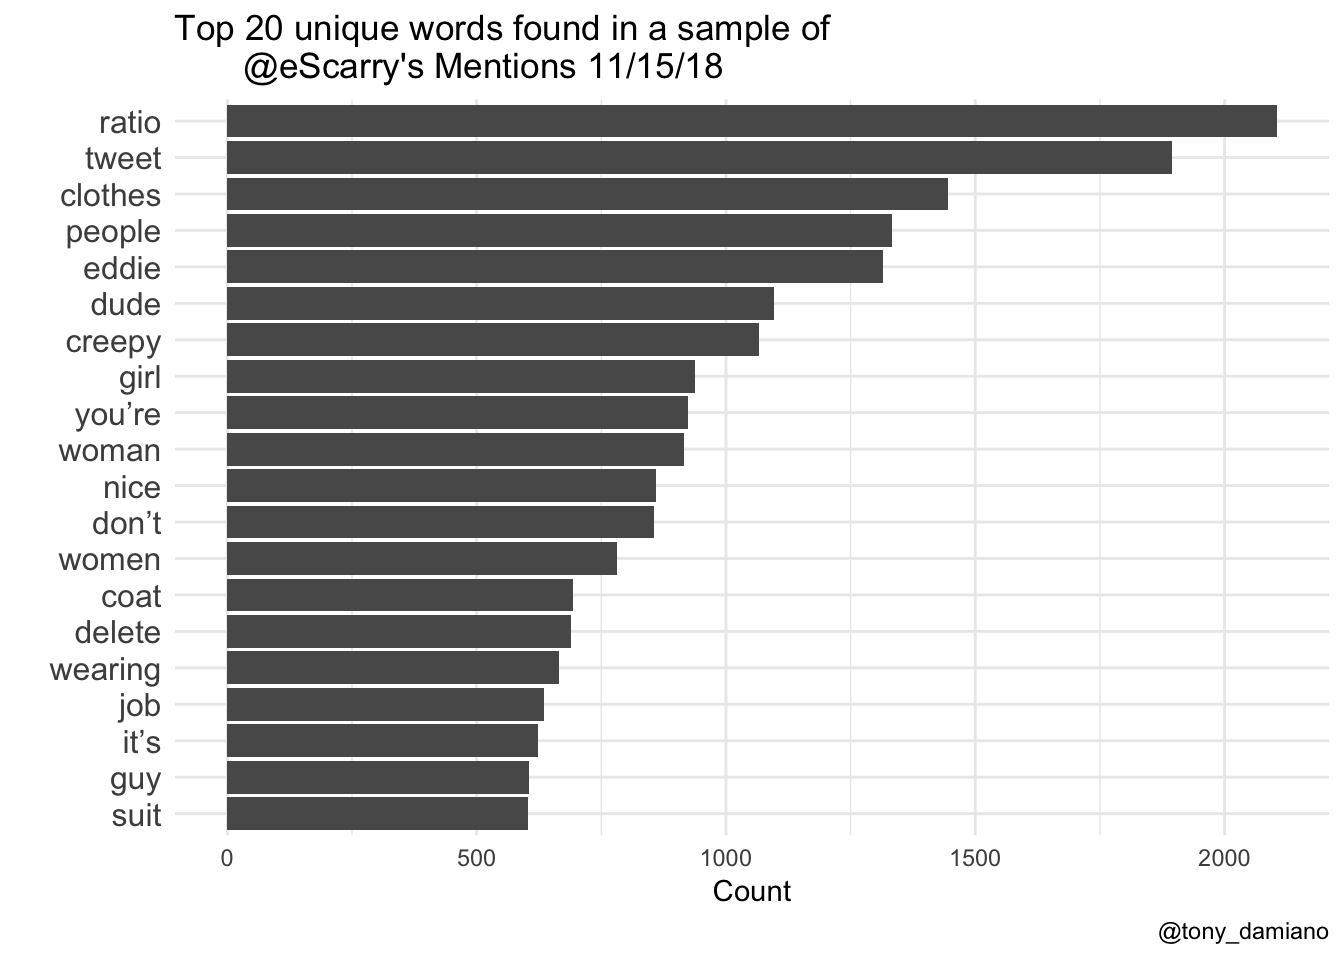 Top 20 unique words found in a sample of
@eScarry's Mentions 11/15/18
ratio
tweet
clothes
people
eddie
dude
creepy
girl
you’re
woman
nice
don’t
women
coat
delete
wearing
job
it’s
guy
suit
0 500 1000 1500 2000
Count
@tony_damiano